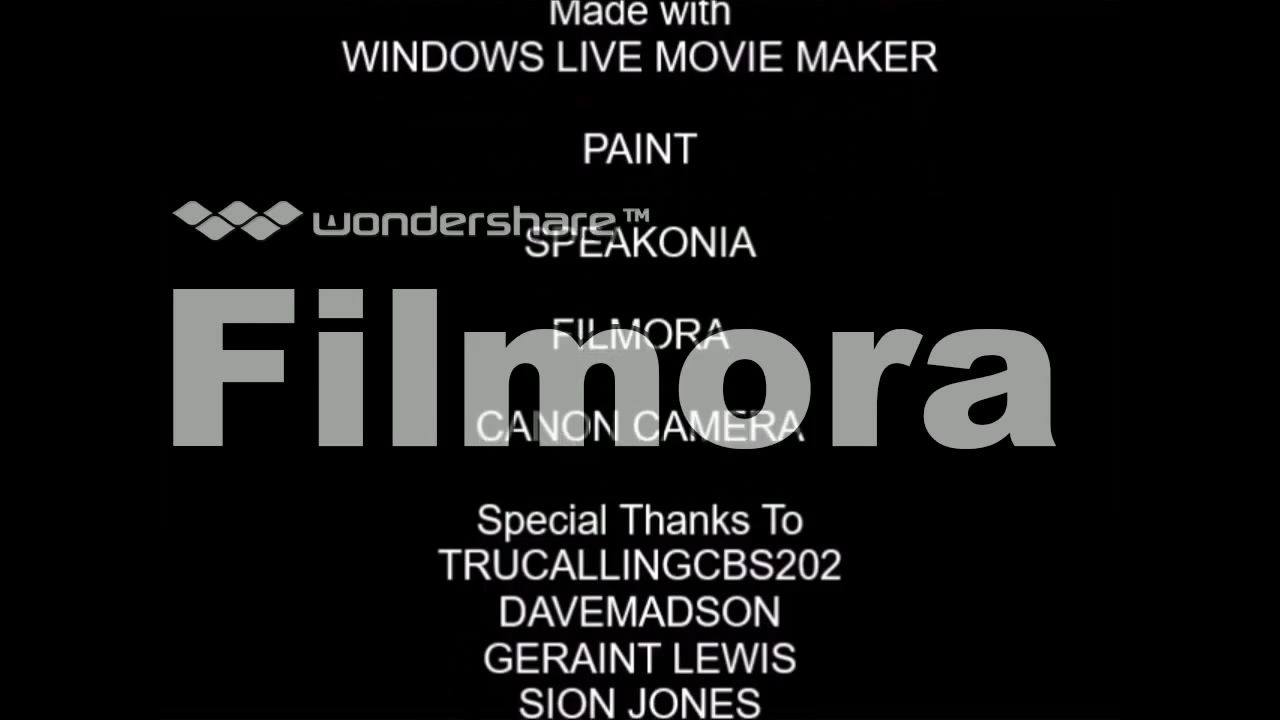 Made with
WINDOWS LIVE MOVIE MAKER
PAINT
wondershare™
SPEAKONIA
Filmora
FILMORA
CANON CAMERA
Special Thanks To
TRUCALLINGCBS202
DAVEMADSON
GERAINT LEWIS
SION JONES